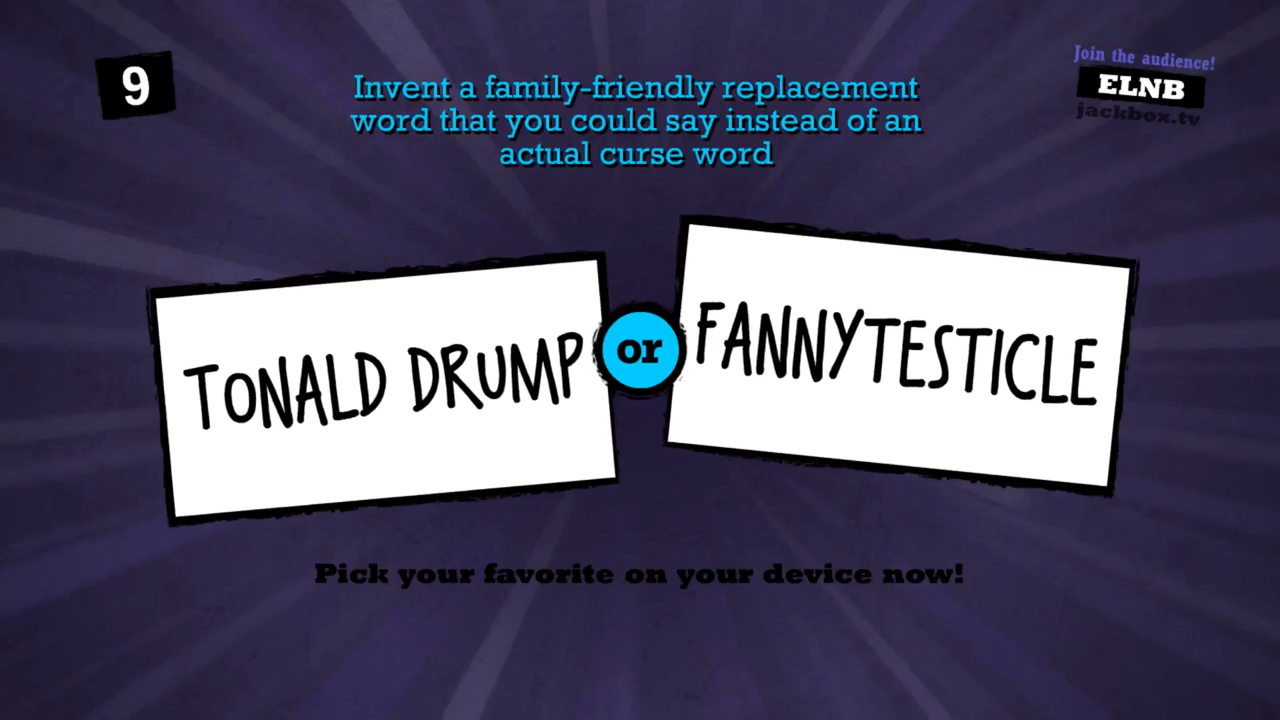 9
Invent a family-friendly replacement
word that you could say instead of an
actual curse word
Join the audience!
ELNB
jackbox.tv
TONALD DRUMP
or
FANNYTESTICLE
Pick your favorite on your device now!